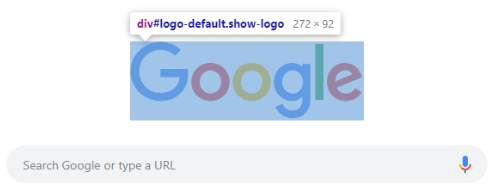 div#logo-default.show-logo 272 × 92
Google
Search Google or type a URL